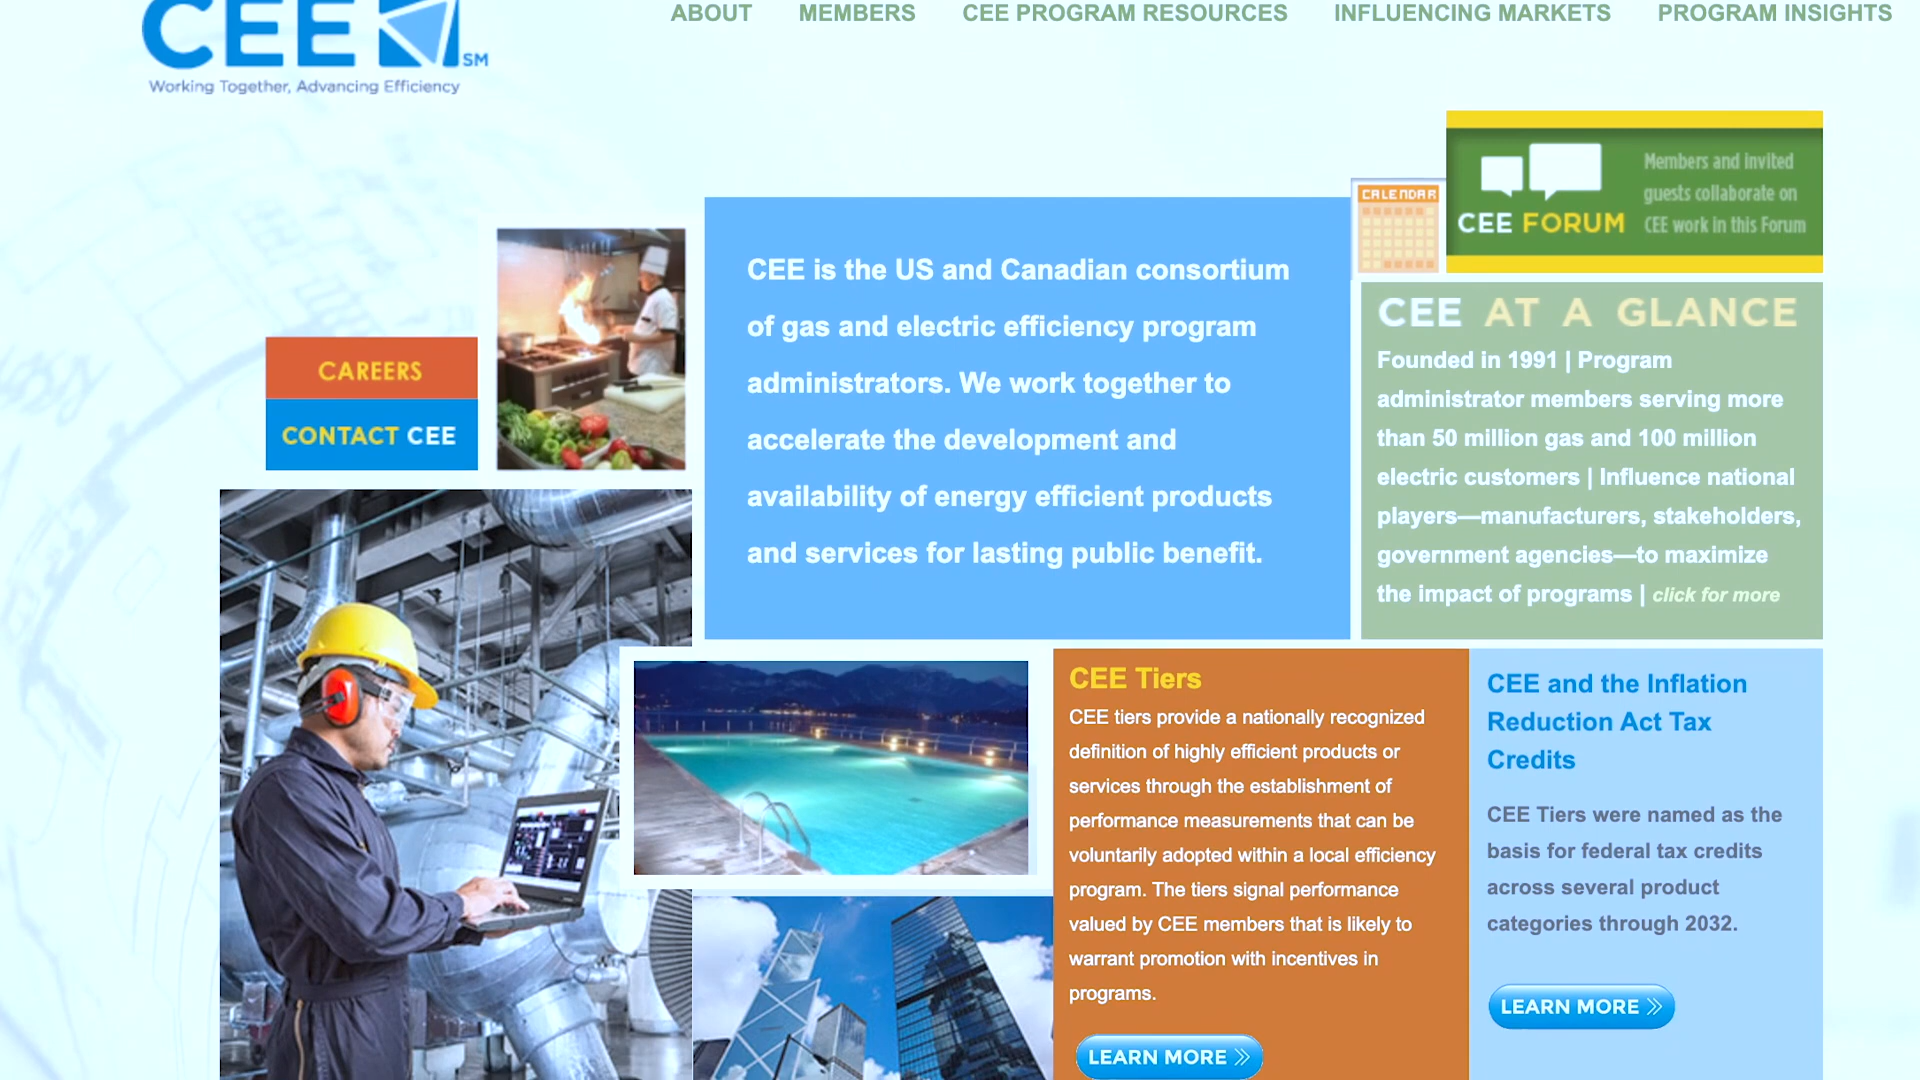 CEE SM
Working Together, Advancing Efficiency
ABOUT MEMBERS CEE PROGRAM RESOURCES INFLUENCING MARKETS PROGRAM INSIGHTS
CALENDAR
CEE FORUM
Members and invited
guests collaborate on
CEE work in this Forum
CAREERS
CONTACT CEE
CEE is the US and Canadian consortium
of gas and electric efficiency program
administrators. We work together to
accelerate the development and
availability of energy efficient products
and services for lasting public benefit.
CEE AT A GLANCE
Founded in 1991 | Program
administrator members serving more
than 50 million gas and 100 million
electric customers | Influence national
players—manufacturers, stakeholders,
government agencies—to maximize
the impact of programs | click for more
CEE Tiers
CEE tiers provide a nationally recognized
definition of highly efficient products or
services through the establishment of
performance measurements that can be
voluntarily adopted within a local efficiency
program. The tiers signal performance
valued by CEE members that is likely to
warrant promotion with incentives in
programs.
LEARN MORE »
CEE and the Inflation
Reduction Act Tax
Credits
CEE Tiers were named as the
basis for federal tax credits
across several product
categories through 2032.
LEARN MORE »